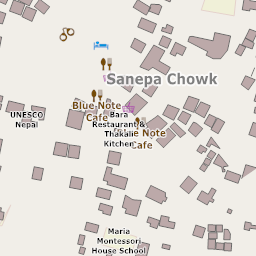 Sanepa Chowk
Blue Note
Cafe
Bara
Restaurant &
Thakali
Kitchen
Note
Cafe
UNESCO
Nepal
Maria
Montessori
House School